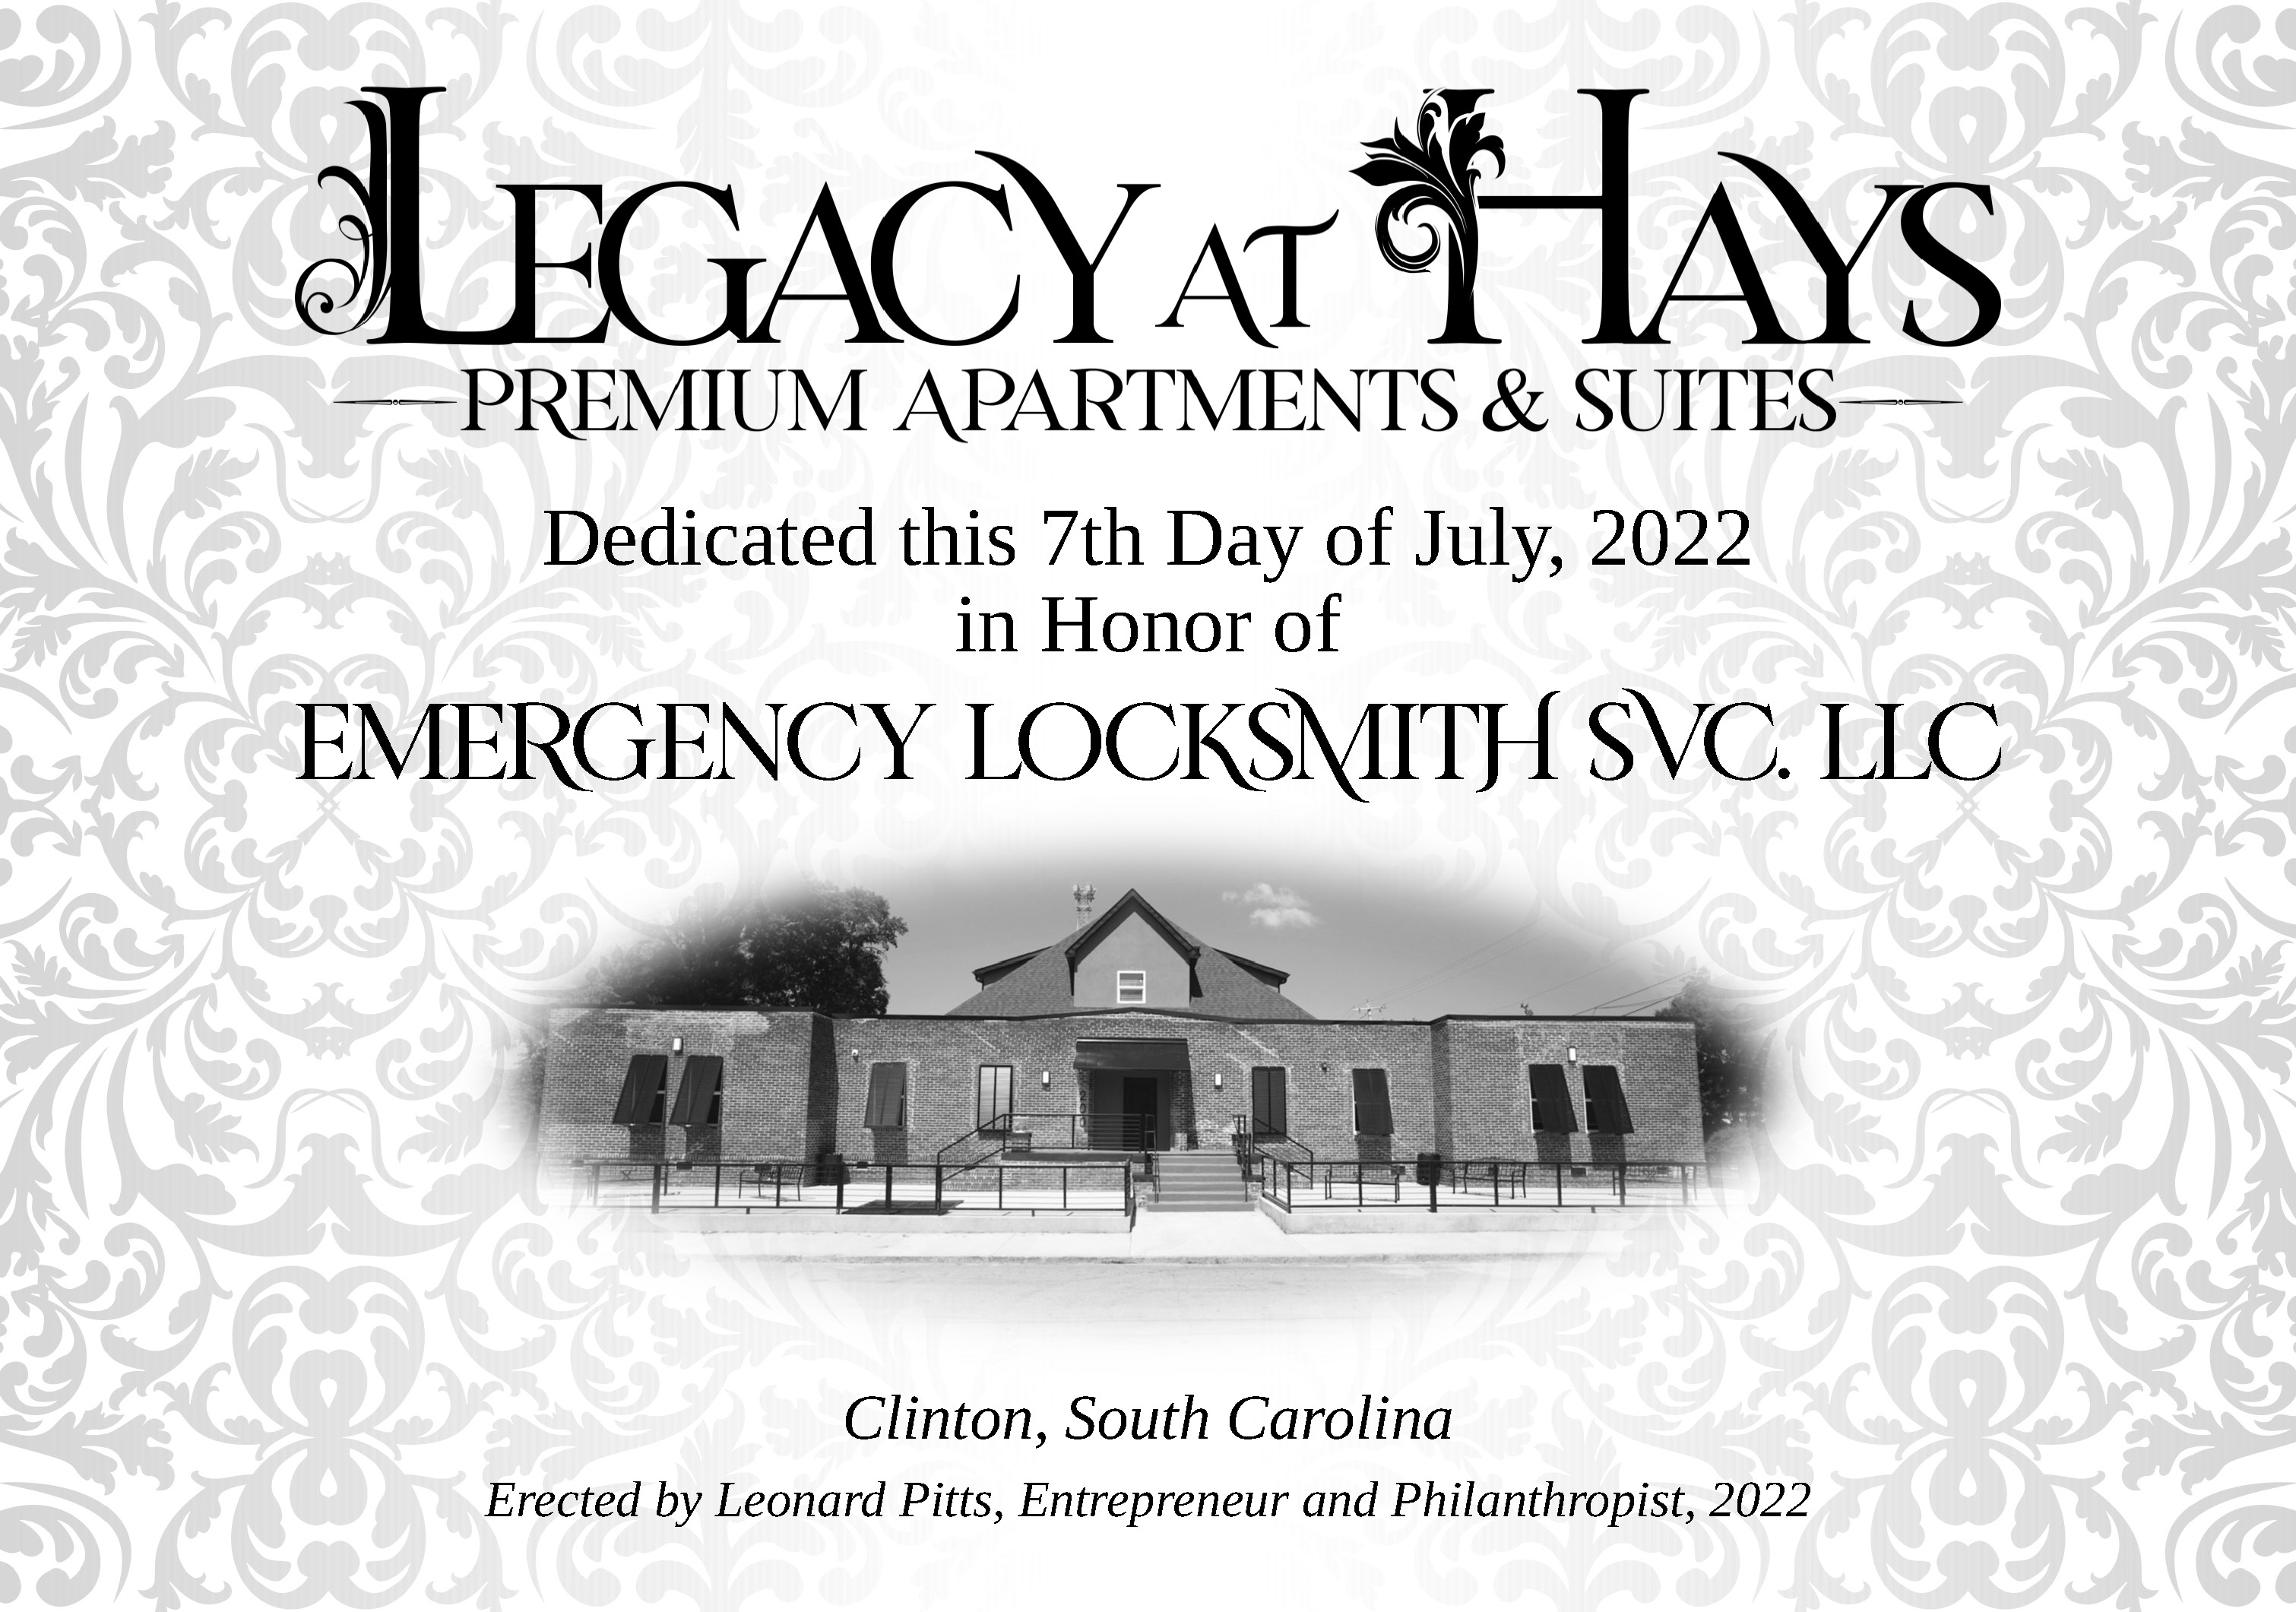 LEGACY AT HAYS
PREMIUM APARTMENTS & SUITES
Dedicated this 7th Day of July, 2022
in Honor of
EMERGENCY LOCKSMITH SVC. LLC
Clinton, South Carolina
Erected by Leonard Pitts, Entrepreneur and Philanthropist, 2022